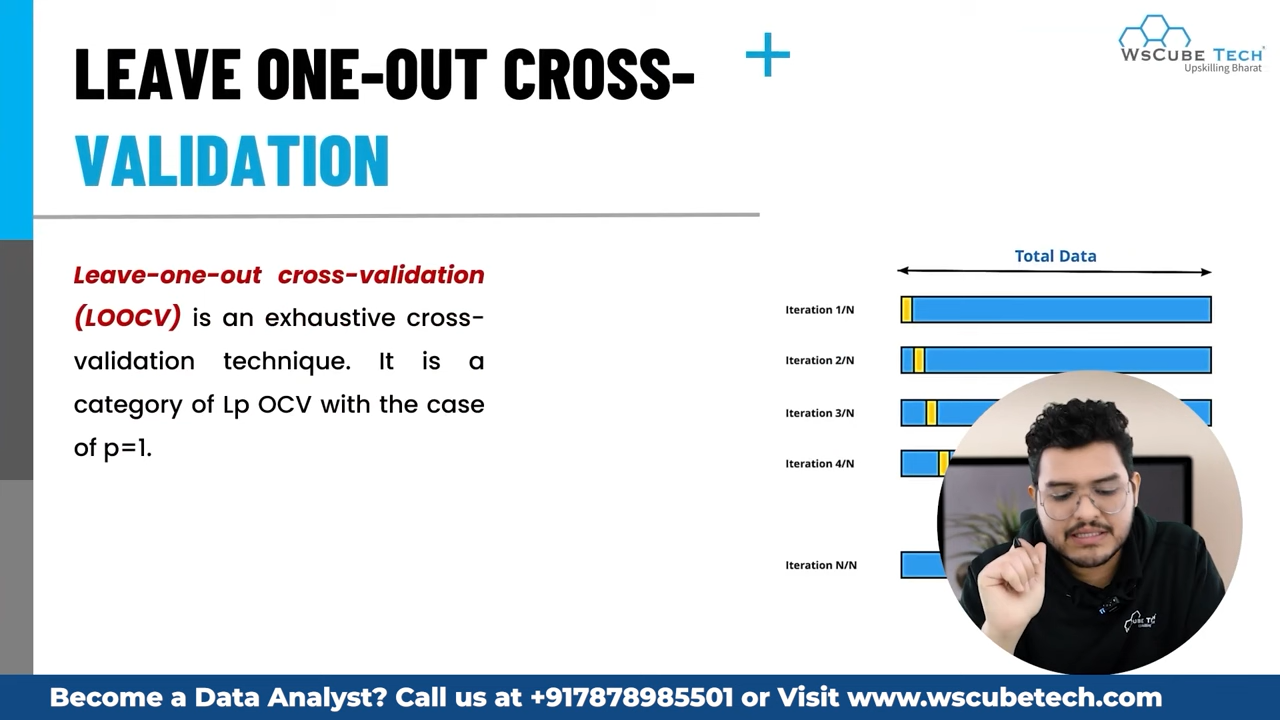 LEAVE ONE-OUT CROSS-
VALIDATION
WsCube Tech
Upskilling Bharat
Leave-one-out cross-validation
(LOOCV) is an exhaustive cross-
validation technique. It is a
category of Lp OCV with the case
of p=1.
Total Data
Iteration 1/N
Iteration 2/N
Iteration 3/N
Iteration 4/N
Iteration N/N
Become a Data Analyst? Call us at +917878985501 or Visit www.wscubetech.com